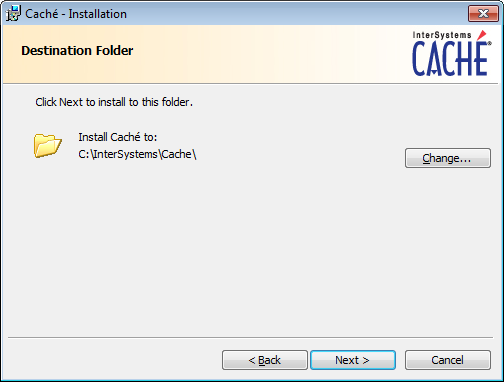 Caché - Installation
Destination Folder
InterSystems
CACHÉ®
Click Next to install to this folder.
Install Caché to:
C:\InterSystems\Cache\
Change...
< Back
Next >
Cancel